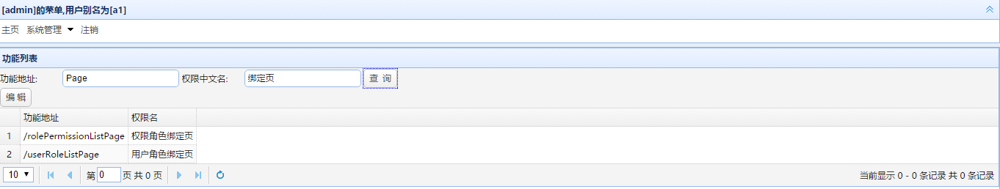 [admin]的菜单,用户别名为[a1]
主页 系统管理 注销
功能列表
功能地址: Page 权限中文名: 绑定页 查 询
编 辑
功能地址 权限名
1 /rolePermissionListPage 权限角色绑定页
2 /userRoleListPage 用户角色绑定页
10 第 0 页 共 0 页 当前显示 0 - 0 条记录 共 0 条记录